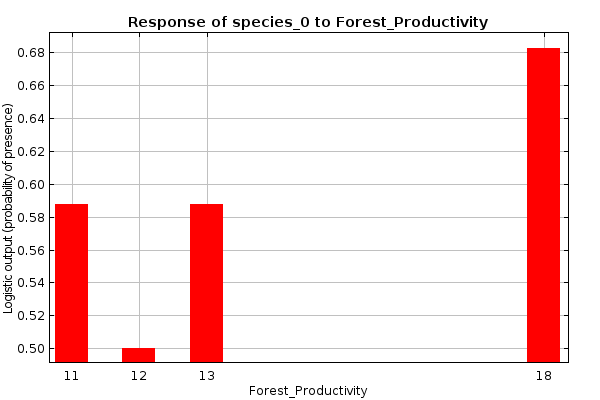 Response of species_0 to Forest_Productivity
Logistic output (probability of presence)
0.68
0.66
0.64
0.62
0.60
0.58
0.56
0.54
0.52
0.50
11 12 13 18
Forest_Productivity